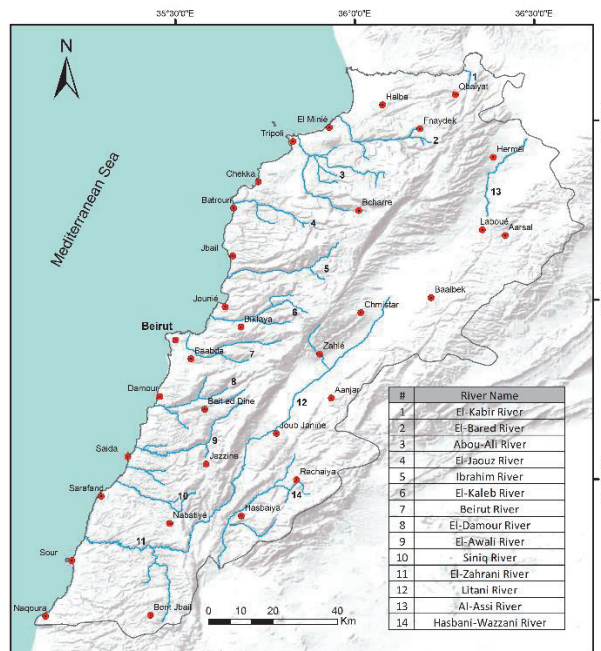 35°30'0"E
36°0'0"E
36°30'0"E
N
1
Qbaiyat
Halba
El Minié
Fnaydek
Tripoli
2
Hermel
3
Chekka
13
Batroun
Bcharre
4
Laboué
Aarsal
Mediterranean Sea
Jbail
5
Baalbek
Jounié
6
Chmistar
Bikfaya
Beirut
Baabda
7
Zahlé
8
Damour
Bait ed Dine
12
Aanjar
9
Joub Janine
Saida
Jazzine
Rachaiya
Sarafand
10
14
Nabatiyé
Hasbaiya
11
Sour
Naqoura
Bent Jbail
0 10 20 40
Km
# River Name
1 El-Kabir River
2 El-Bared River
3 Abou-Ali River
4 El-Jaouz River
5 Ibrahim River
6 El-Kaleb River
7 Beirut River
8 El-Damour River
9 El-Awali River
10 Siniq River
11 El-Zahrani River
12 Litani River
13 Al-Assi River
14 Hasbani-Wazzani River